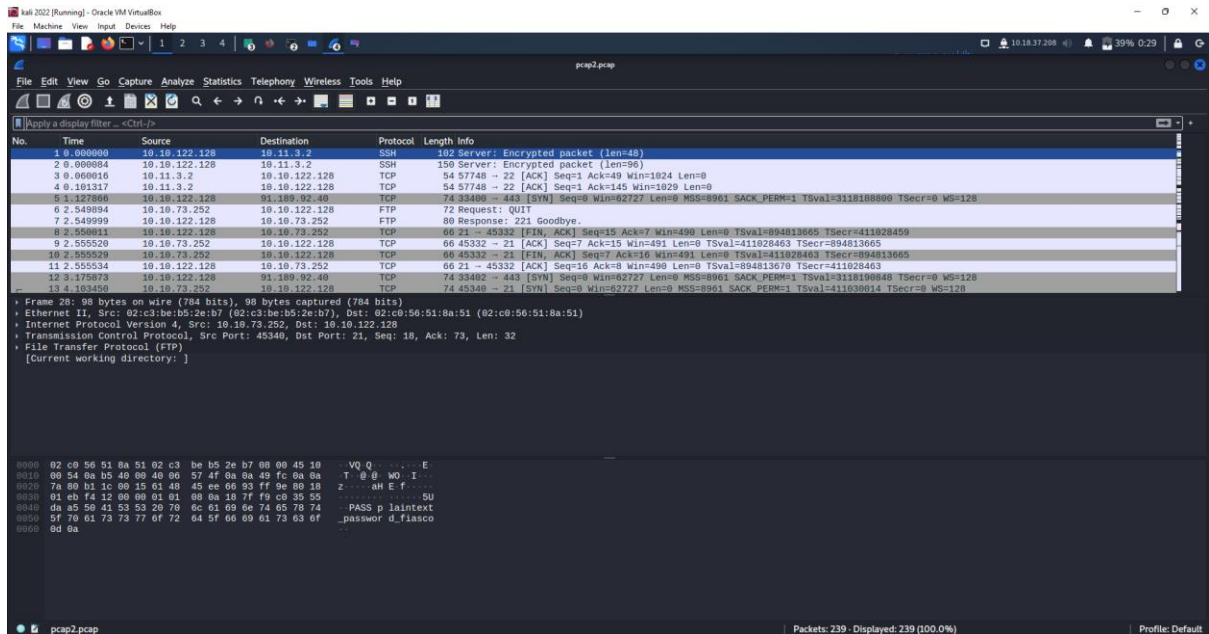 kali 2022 [Running] - Oracle VM VirtualBox
File Machine View Input Devices Help
1 2 3 4 10.18.37.208 39% 0:29
pcap2.pcap
File Edit View Go Capture Analyze Statistics Telephony Wireless Tools Help
Apply a display filter ... <Ctrl-/>
No. Time Source Destination Protocol Length Info
1 0.000000 10.10.122.128 10.11.3.2 SSH 102 Server: Encrypted packet (len=48)
2 0.000084 10.10.122.128 10.11.3.2 SSH 150 Server: Encrypted packet (len=96)
3 0.060016 10.11.3.2 10.10.122.128 TCP 54 57748 → 22 [ACK] Seq=1 Ack=49 Win=1024 Len=0
4 0.101317 10.11.3.2 10.10.122.128 TCP 54 57748 → 22 [ACK] Seq=1 Ack=145 Win=1029 Len=0
5 1.127866 10.10.122.128 91.189.92.40 TCP 74 33400 → 443 [SYN] Seq=0 Win=62727 Len=0 MSS=8961 SACK_PERM=1 TSval=3118188800 TSecr=0 WS=128
6 2.549894 10.10.73.252 10.10.122.128 FTP 72 Request: QUIT
7 2.549999 10.10.122.128 10.10.73.252 FTP 80 Response: 221 Goodbye.
8 2.550011 10.10.122.128 10.10.73.252 TCP 66 21 → 45332 [FIN, ACK] Seq=15 Ack=7 Win=490 Len=0 TSval=894813665 TSecr=411028459
9 2.555520 10.10.73.252 10.10.122.128 TCP 66 45332 → 21 [ACK] Seq=7 Ack=15 Win=491 Len=0 TSval=411028463 TSecr=894813665
10 2.555529 10.10.73.252 10.10.122.128 TCP 66 45332 → 21 [FIN, ACK] Seq=7 Ack=16 Win=491 Len=0 TSval=411028463 TSecr=894813665
11 2.555534 10.10.122.128 10.10.73.252 TCP 66 21 → 45332 [ACK] Seq=16 Ack=8 Win=490 Len=0 TSval=894813670 TSecr=411028463
12 3.175873 10.10.122.128 91.189.92.40 TCP 74 33402 → 443 [SYN] Seq=0 Win=62727 Len=0 MSS=8961 SACK_PERM=1 TSval=3118190848 TSecr=0 WS=128
13 4.103450 10.10.73.252 10.10.122.128 TCP 74 45340 → 21 [SYN] Seq=0 Win=62727 Len=0 MSS=8961 SACK_PERM=1 TSval=411030014 TSecr=0 WS=128
Frame 28: 98 bytes on wire (784 bits), 98 bytes captured (784 bits)
Ethernet II, Src: 02:c3:be:b5:2e:b7 (02:c3:be:b5:2e:b7), Dst: 02:c0:56:51:8a:51 (02:c0:56:51:8a:51)
Internet Protocol Version 4, Src: 10.10.73.252, Dst: 10.10.122.128
Transmission Control Protocol, Src Port: 45340, Dst Port: 21, Seq: 18, Ack: 73, Len: 32
File Transfer Protocol (FTP)
[Current working directory: ]
0000 02 c0 56 51 8a 51 02 c3 be b5 2e b7 08 00 45 10 ··VQ·Q·· ··.···E·
0010 00 54 0a b5 40 00 40 06 57 4f 0a 0a 49 fc 0a 0a ·T··@·@· WO··I···
0020 7a 80 b1 1c 00 15 61 48 45 ee 66 93 ff 9e 80 18 z·····aH E·f·····
0030 01 eb f4 12 00 00 01 01 08 0a 18 7f f9 c0 35 55 ········ ······5U
0040 da a5 50 41 53 53 20 70 6c 61 69 6e 74 65 78 74 ··PASS p laintext
0050 5f 70 61 73 73 77 6f 72 64 5f 66 69 61 73 63 6f _passwor d_fiasco
0060 0d 0a ··
pcap2.pcap Packets: 239 · Displayed: 239 (100.0%) Profile: Default